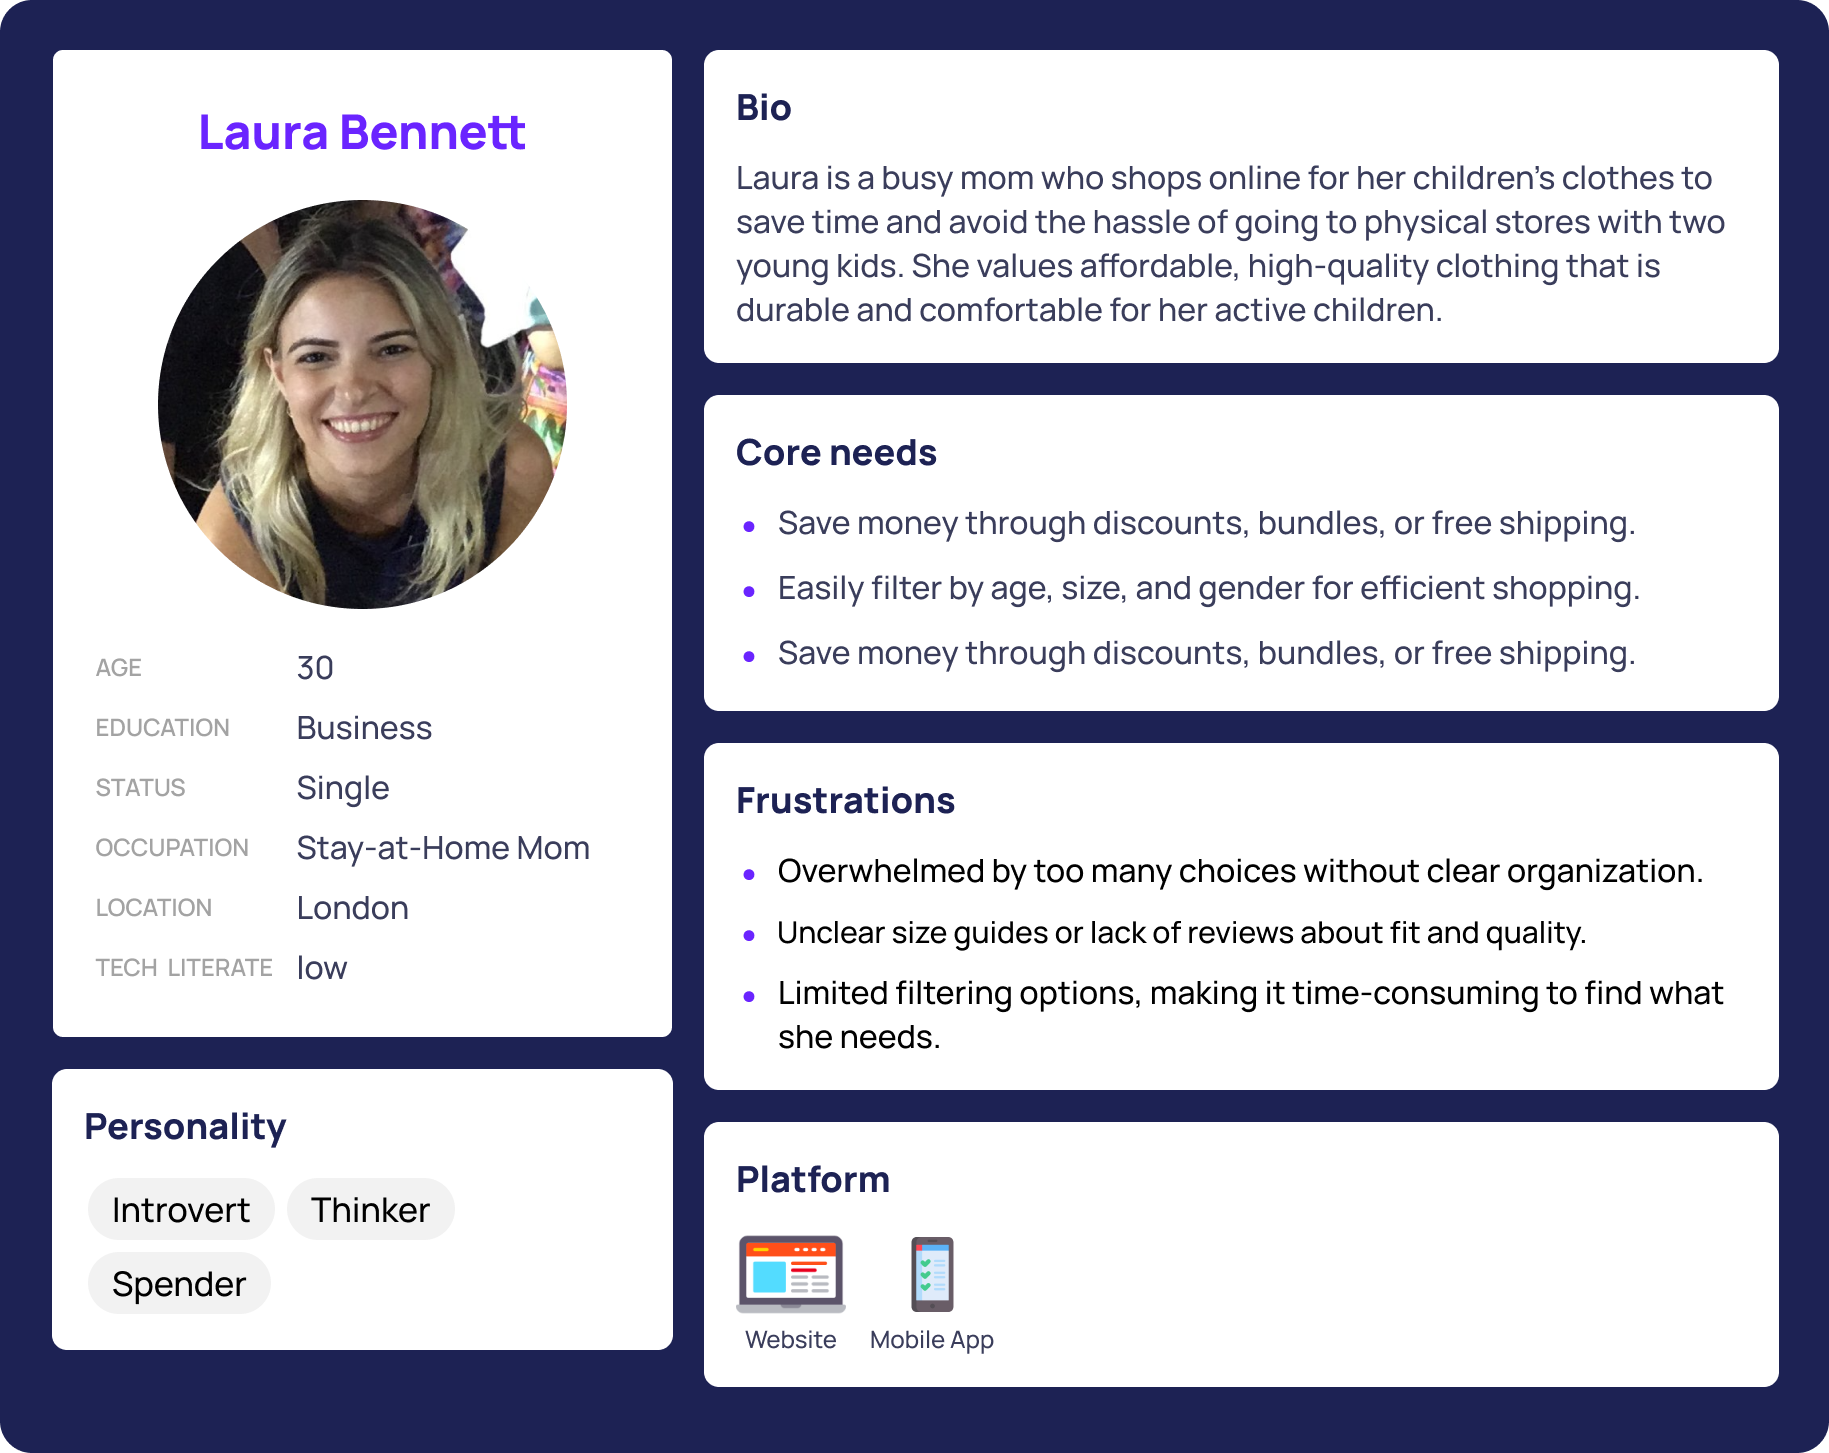 Laura Bennett
AGE 30
EDUCATION Business
STATUS Single
OCCUPATION Stay-at-Home Mom
LOCATION London
TECH LITERATE low
Personality
Introvert Thinker
Spender
Bio
Laura is a busy mom who shops online for her children's clothes to
save time and avoid the hassle of going to physical stores with two
young kids. She values affordable, high-quality clothing that is
durable and comfortable for her active children.
Core needs
• Save money through discounts, bundles, or free shipping.
• Easily filter by age, size, and gender for efficient shopping.
• Save money through discounts, bundles, or free shipping.
Frustrations
• Overwhelmed by too many choices without clear organization.
• Unclear size guides or lack of reviews about fit and quality.
• Limited filtering options, making it time-consuming to find what
she needs.
Platform
Website Mobile App